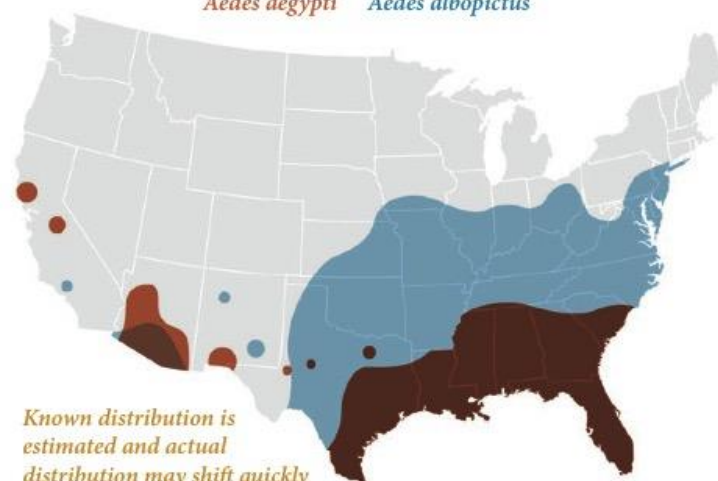 Aedes aegypti Aedes albopictus
Known distribution is
estimated and actual
distribution may shift quickly